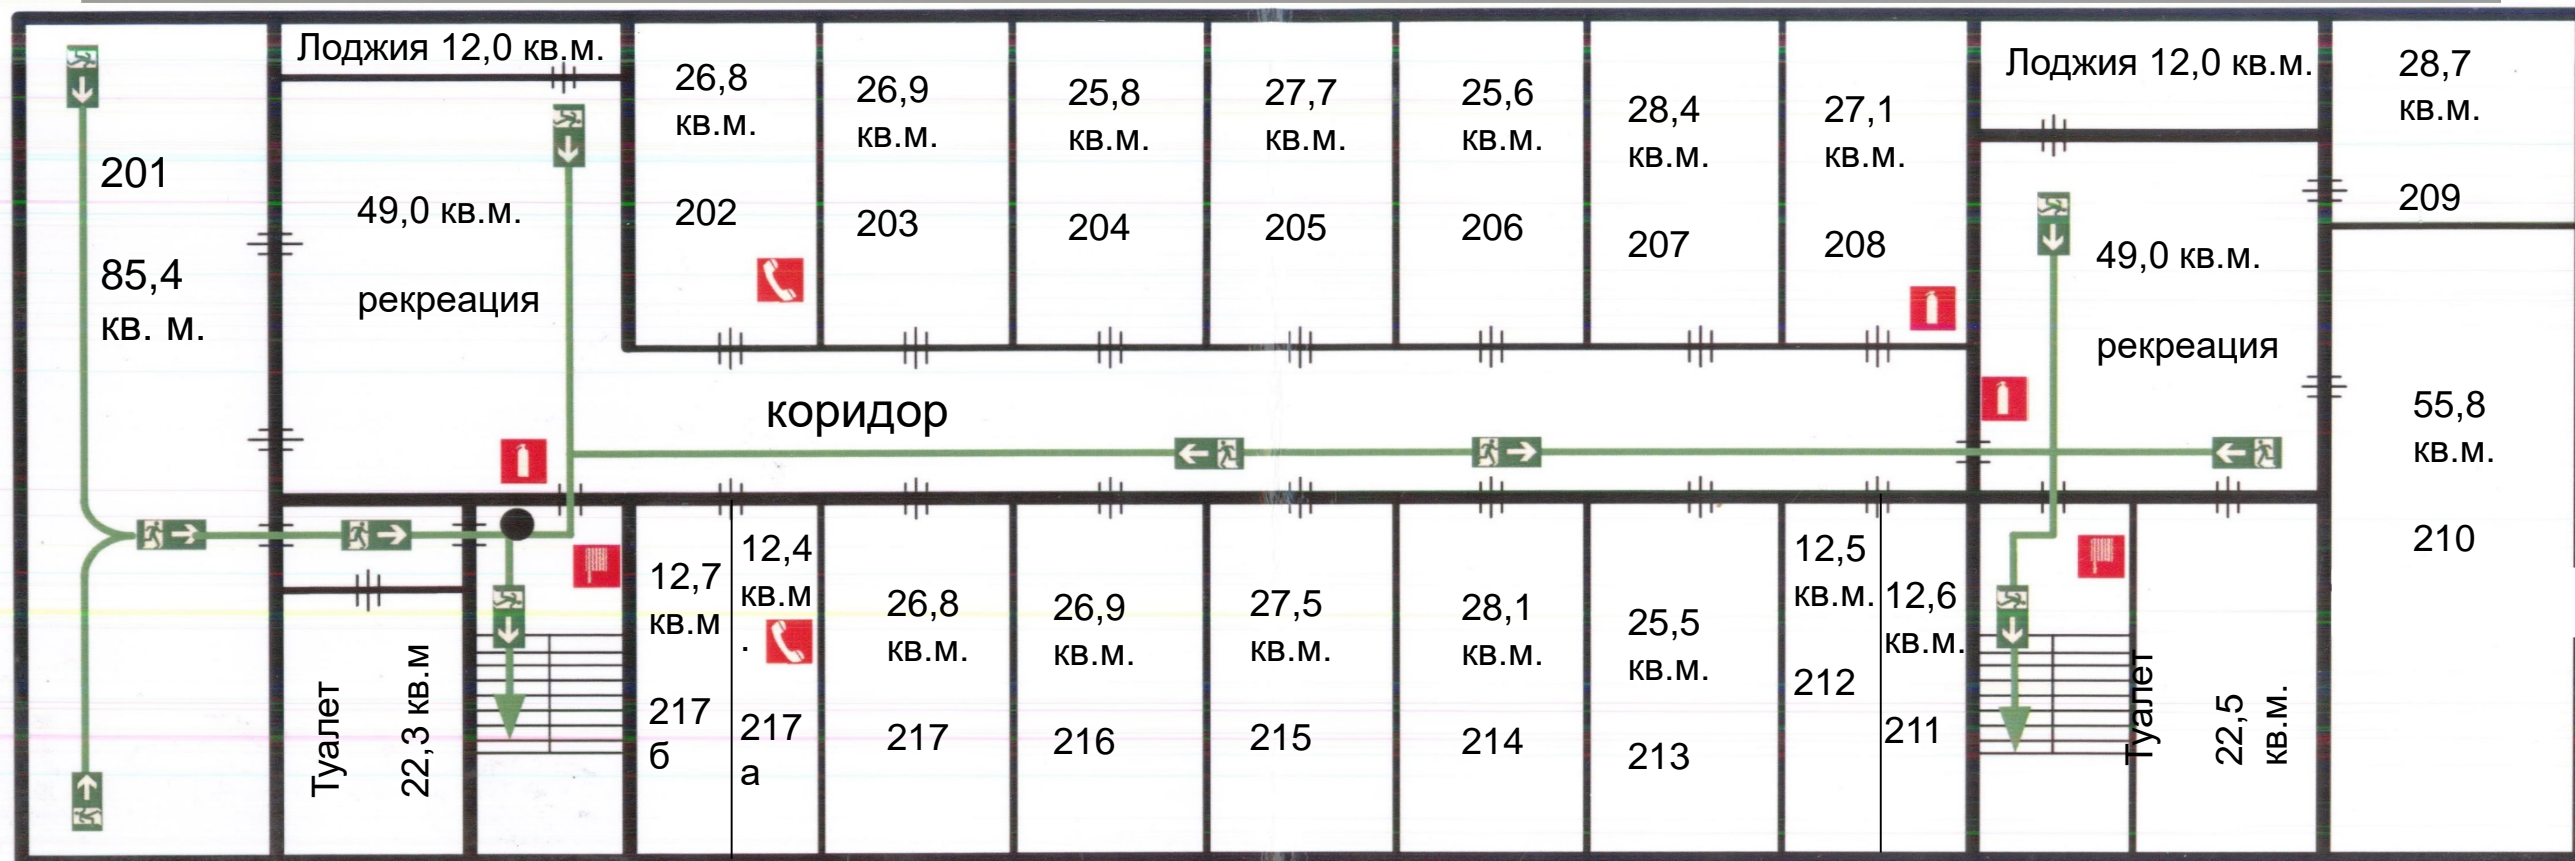 Лоджия 12,0 кв.м.
201
85,4
кв. м.
49,0 кв.м.
рекреация
26,8
кв.м.
202
26,9
кв.м.
203
25,8
кв.м.
204
27,7
кв.м.
205
25,6
кв.м.
206
28,4
кв.м.
207
27,1
кв.м.
208
Лоджия 12,0 кв.м.
49,0 кв.м.
рекреация
28,7
кв.м.
209
55,8
кв.м.
210
коридор
Туалет
22,3 кв.м
12,7
кв.м
217
б
12,4
кв.м
.
217
а
26,8
кв.м.
217
26,9
кв.м.
216
27,5
кв.м.
215
28,1
кв.м.
214
25,5
кв.м.
213
12,5
кв.м.
212
12,6
кв.м.
211
Туалет
22,5
кв.м.